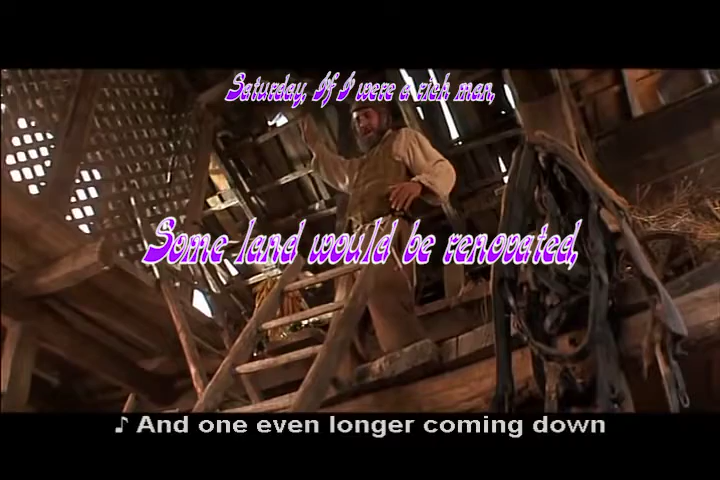 Saturday, If I were a rich man,
Some land would be renovated,
♪ And one even longer coming down